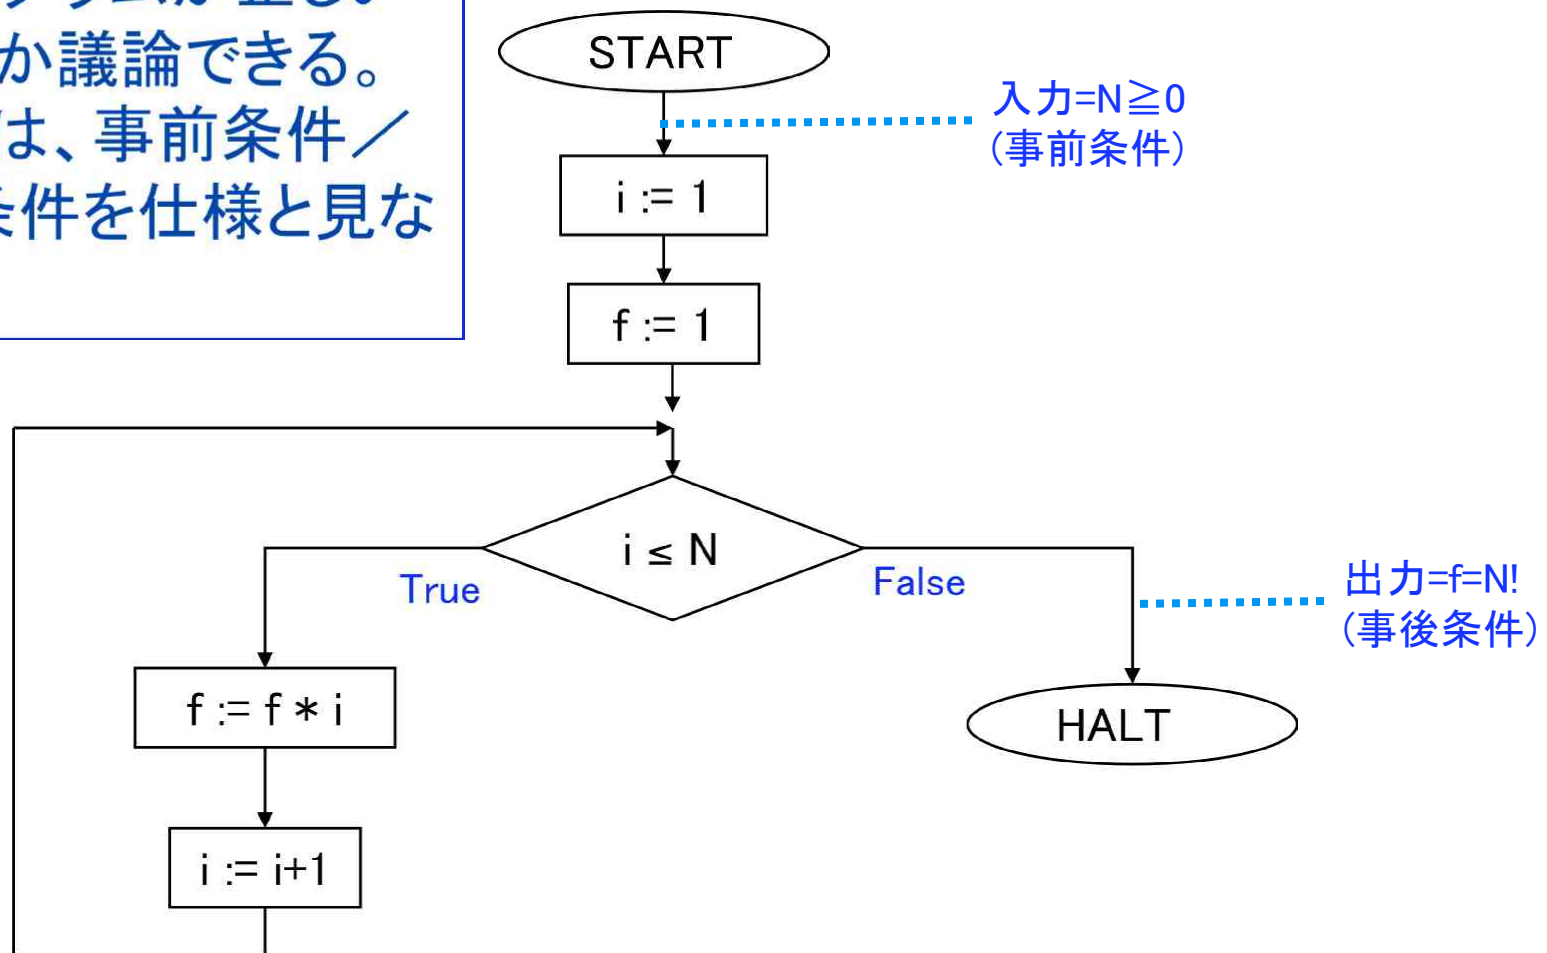 か議論できる。
は、事前条件／
条件を仕様と見な
START
入力=N≧0
(事前条件)
i := 1
f := 1
i ≤ N
True
False
出力=f=N!
(事後条件)
f := f * i
HALT
i := i+1